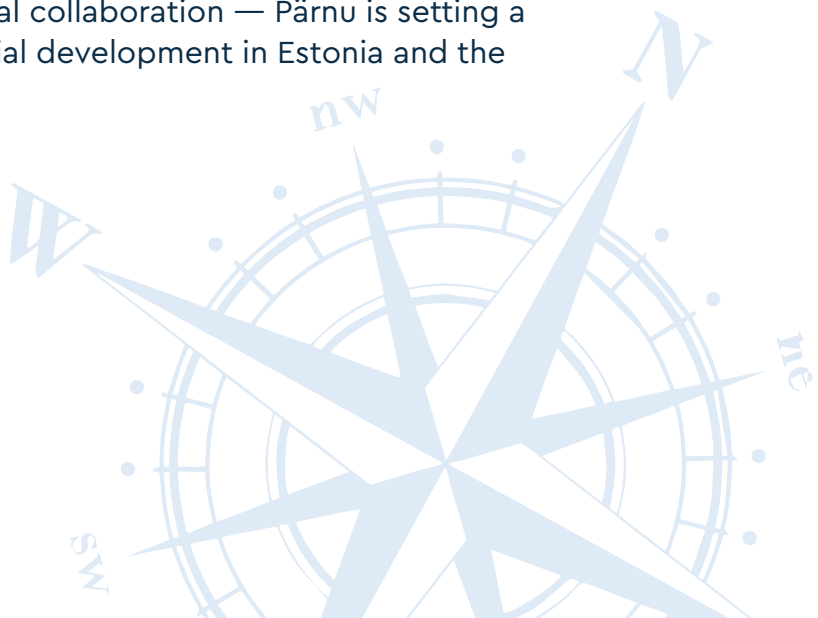 al collaboration — Pärnu is setting a
ial development in Estonia and the
N
nw
W
ne
sw